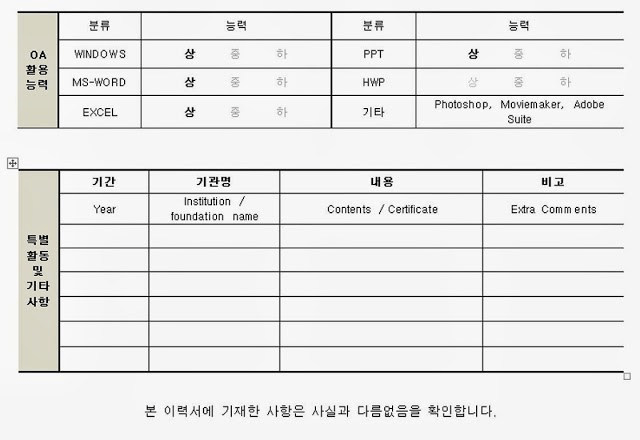 분류 능력 분류 능력
OA 활용 능력
WINDOWS 상 중 하 PPT 상 중 하
MS-WORD 상 중 하 HWP 상 중 하
EXCEL 상 중 하 기타 Photoshop, Moviemaker, Adobe
Suite
기간 기관명 내용 비고
Year Institution / Contents / Certificate Extra Comments
foundation name
특별
활동
및
기타
사항
본 이력서에 기재한 사항은 사실과 다름없음을 확인합니다.